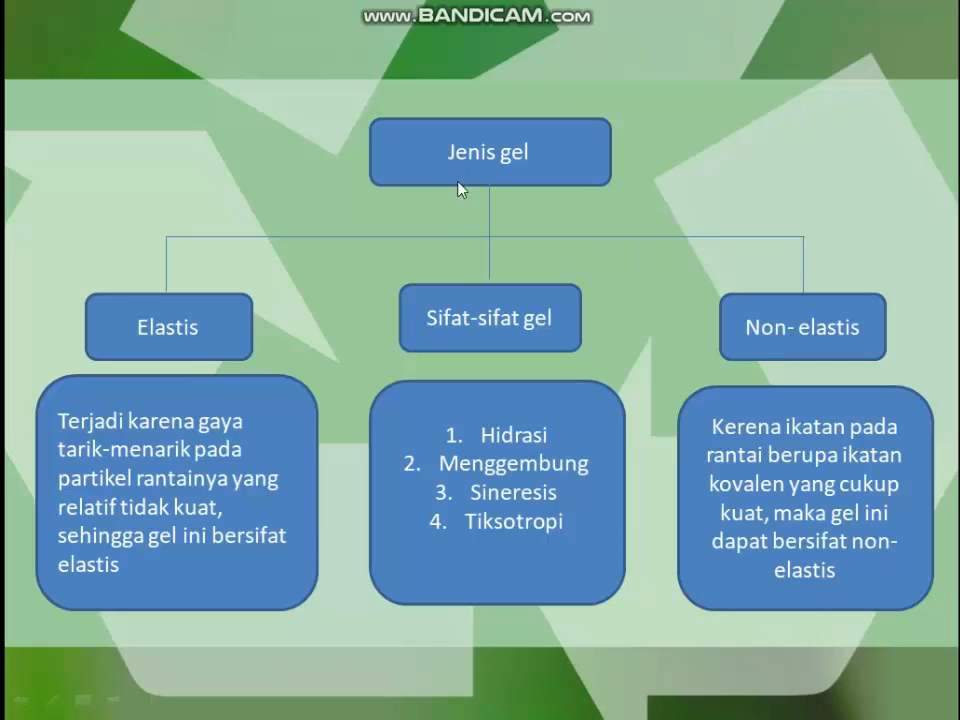 www.BANDICAM.com
Jenis gel
Elastis
Sifat-sifat gel
Non- elastis
Terjadi karena gaya
tarik-menarik pada
partikel rantainya yang
relatif tidak kuat,
sehingga gel ini bersifat
elastis
1. Hidrasi
2. Menggembung
3. Sineresis
4. Tiksotropi
Kerena ikatan pada
rantai berupa ikatan
kovalen yang cukup
kuat, maka gel ini
dapat bersifat non-
elastis